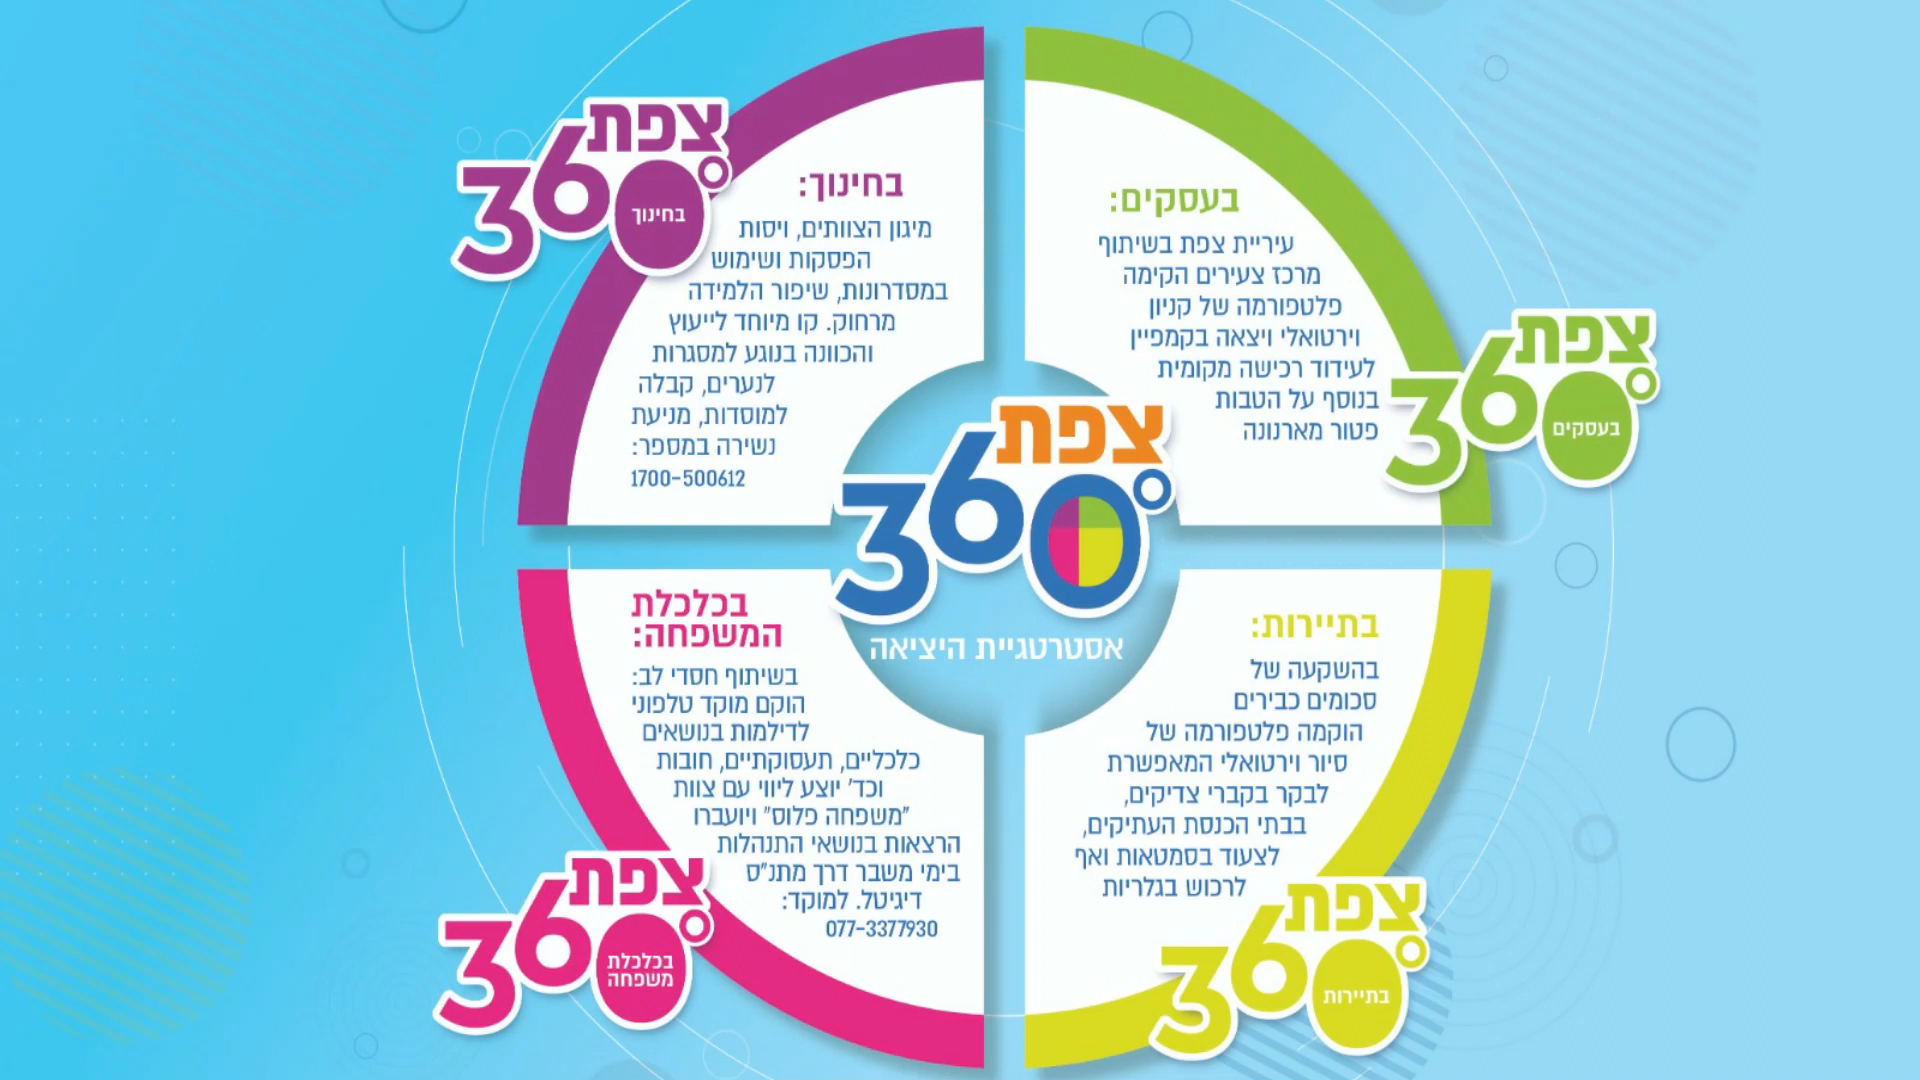 צפת
360°
אסטרטגיית היציאה
צפת
360°
בעסקים
בעסקים:
עיריית צפת בשיתוף
מרכז צעירים הקימה
פלטפורמה של קניון
וירטואלי ויצאה בקמפיין
לעידוד רכישה מקומית
בנוסף על הטבות
פטור מארנונה
צפת
360°
בחינוך
בחינוך:
מיגון הצוותים, ויסות
הפסקות ושימוש
במסדרונות, שיפור הלמידה
מרחוק. קו מיוחד לייעוץ
והכוונה בנוגע למסגרות
לנערים, קבלה
למוסדות, מניעת
נשירה במספר:
1700-500612
בתיירות:
בהשקעה של
סכומים כבירים
הוקמה פלטפורמה של
סיור וירטואלי המאפשרת
לבקר בקברי צדיקים,
בבתי הכנסת העתיקים,
לצעוד בסמטאות ואף
לרכוש בגלריות
צפת
360°
בתיירות
בכלכלת
המשפחה:
בשיתוף חסדי לב:
הוקם מוקד טלפוני
לדילמות בנושאים
כלכליים, תעסוקתיים, חובות
וכד' יוצע ליווי עם צוות
"משפחה פלוס" ויועברו
הרצאות בנושאי התנהלות
בימי משבר דרך מתנ"ס
דיגיטל. למוקד:
077-3377930
צפת
360°
בכלכלת
משפחה